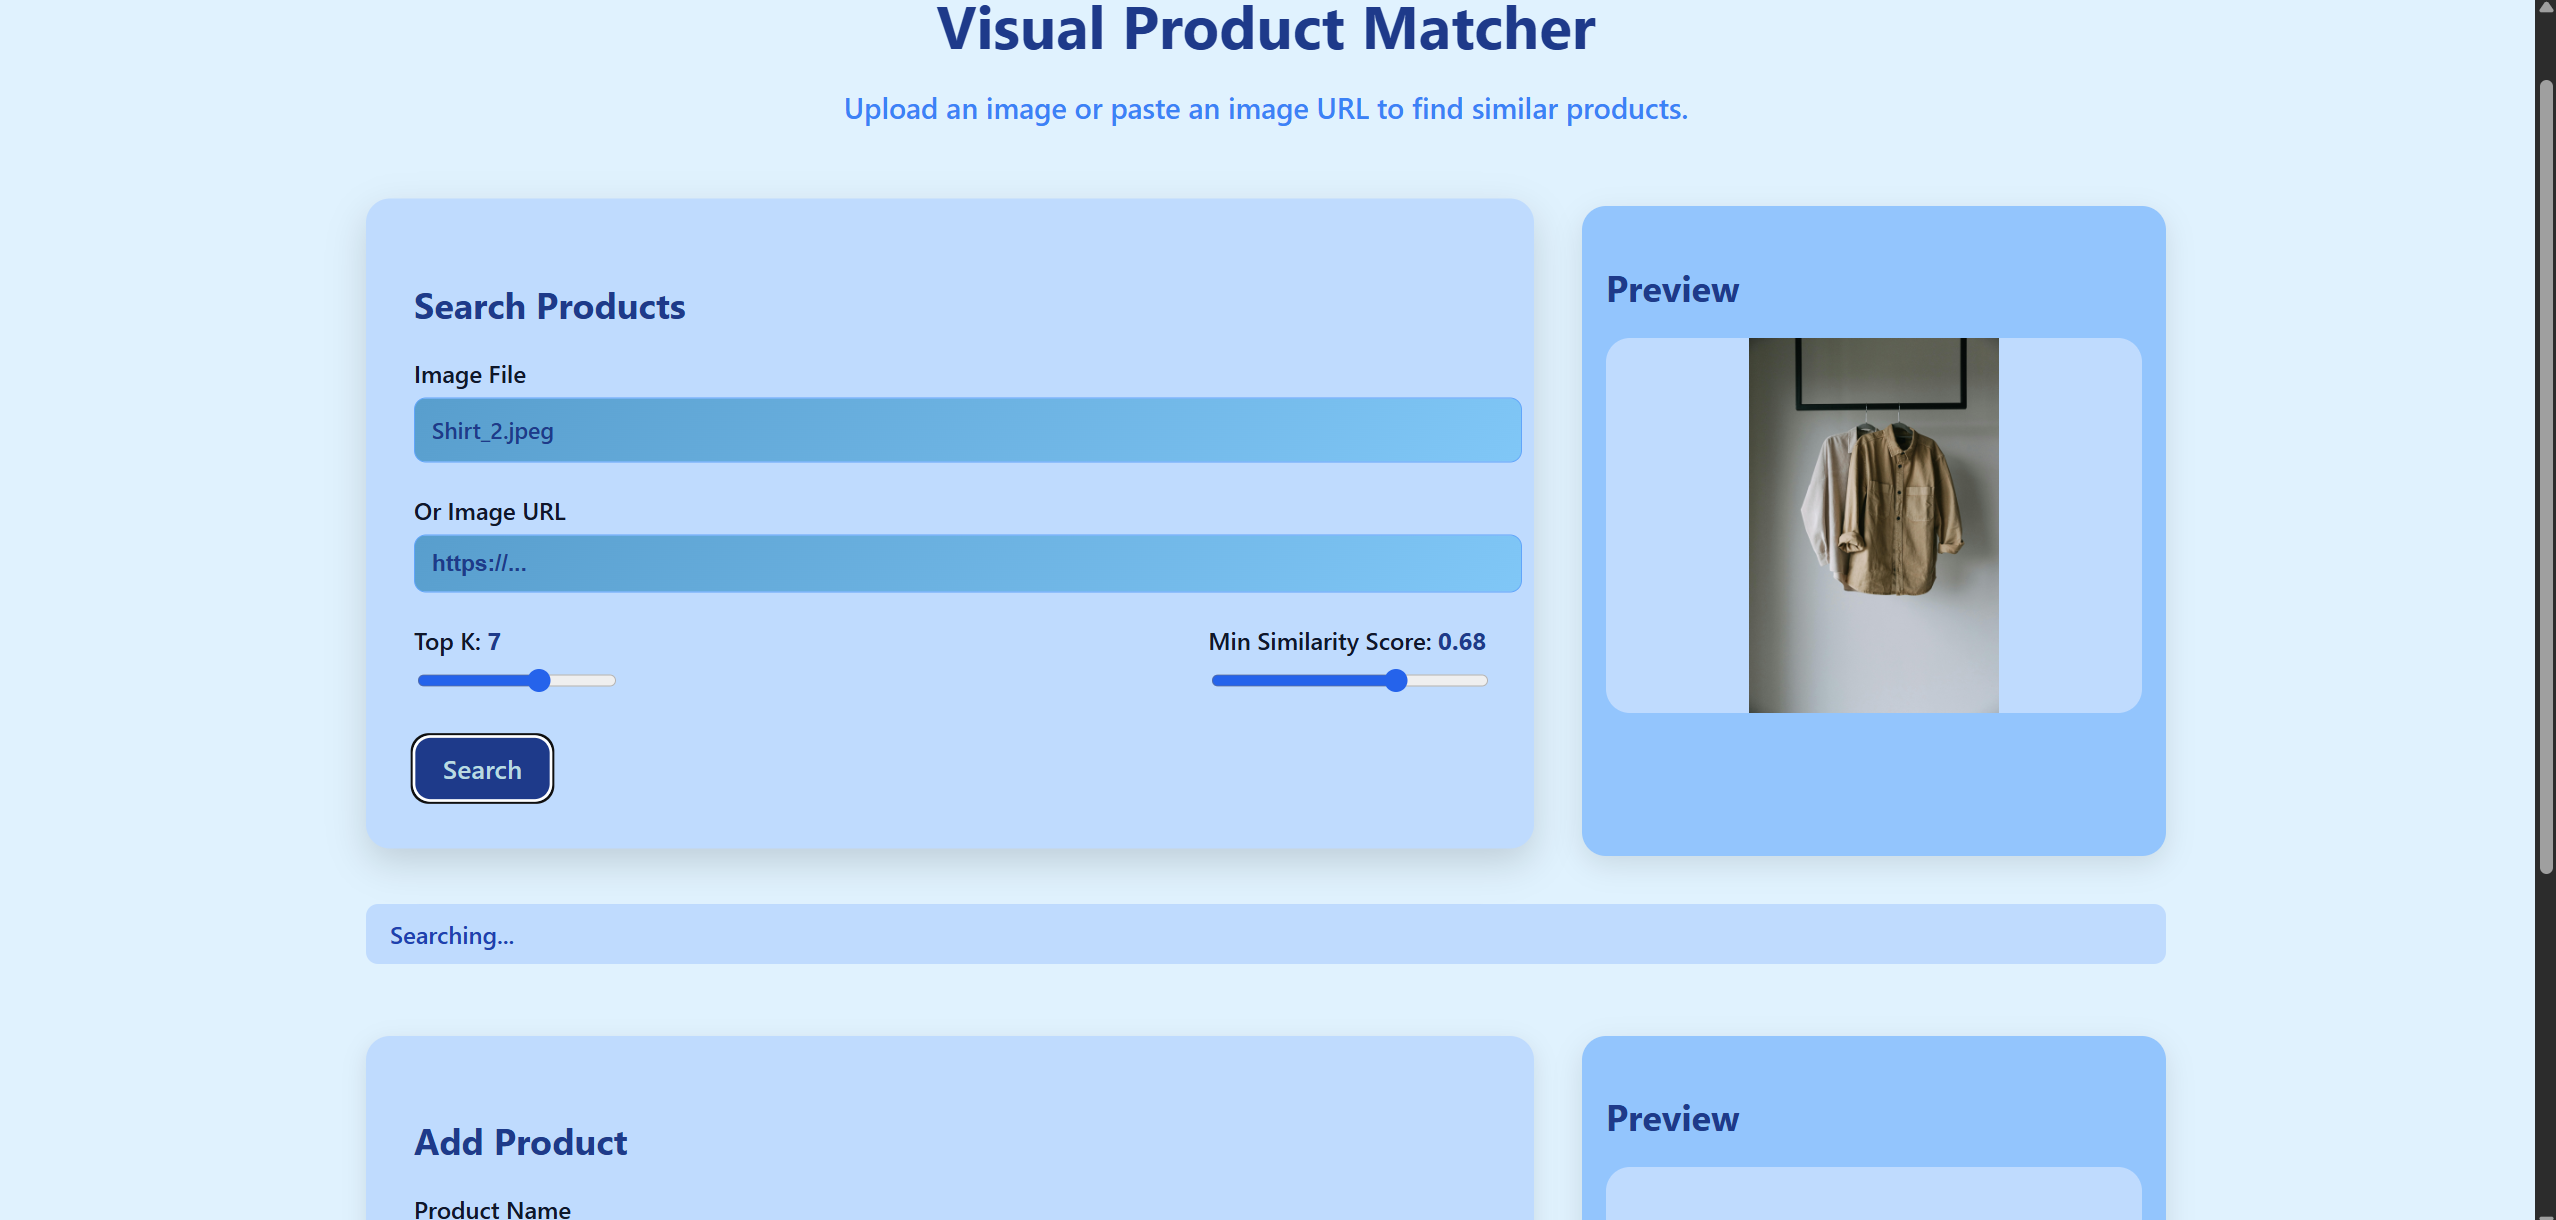 Visual Product Matcher
Upload an image or paste an image URL to find similar products.
Search Products
Image File
Shirt_2.jpeg
Or Image URL
https://...
Top K: 7
Min Similarity Score: 0.68
Search
Preview
Searching...
Add Product
Product Name
Preview